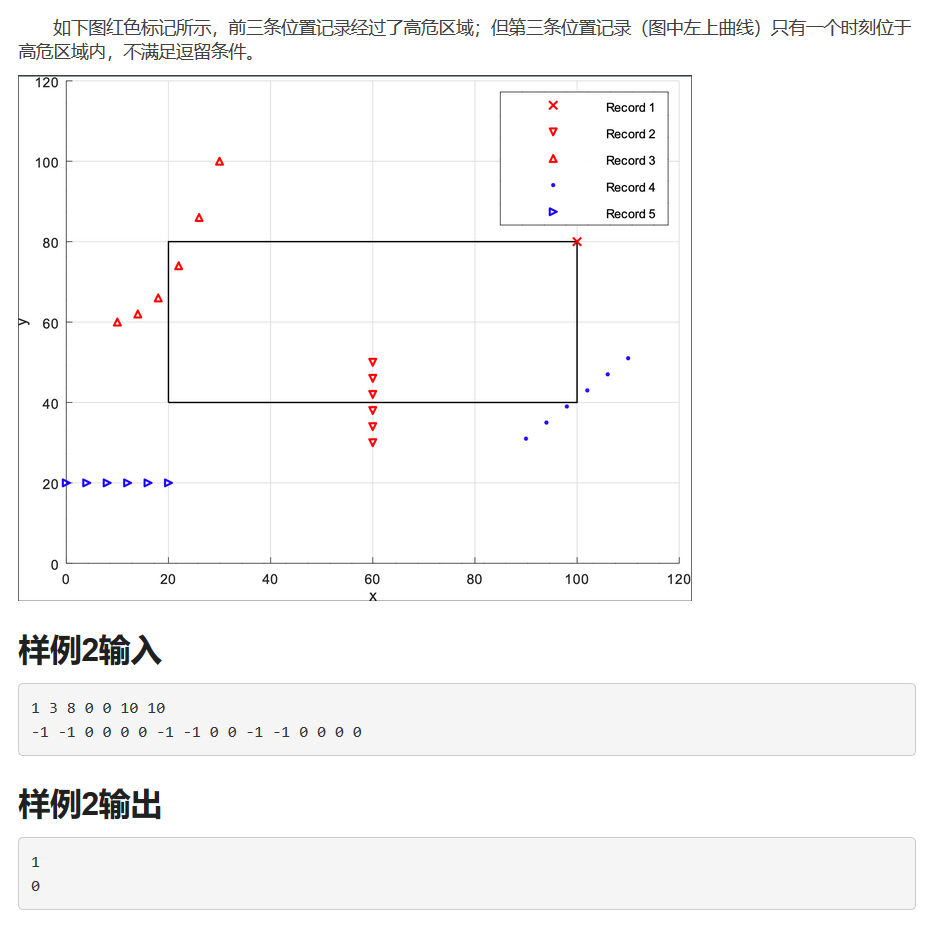 如下图红色标记所示，前三条位置记录经过了高危区域；但第三条位置记录（图中左上曲线）只有一个时刻位于
高危区域内，不满足逗留条件。
120
100
80
60
40
20
0
y
0 20 40 60 80 100 120
x
Record 1
Record 2
Record 3
Record 4
Record 5
样例2输入
1 3 8 0 0 10 10
-1 -1 0 0 0 0 -1 -1 0 0 -1 -1 0 0 0 0
样例2输出
1
0